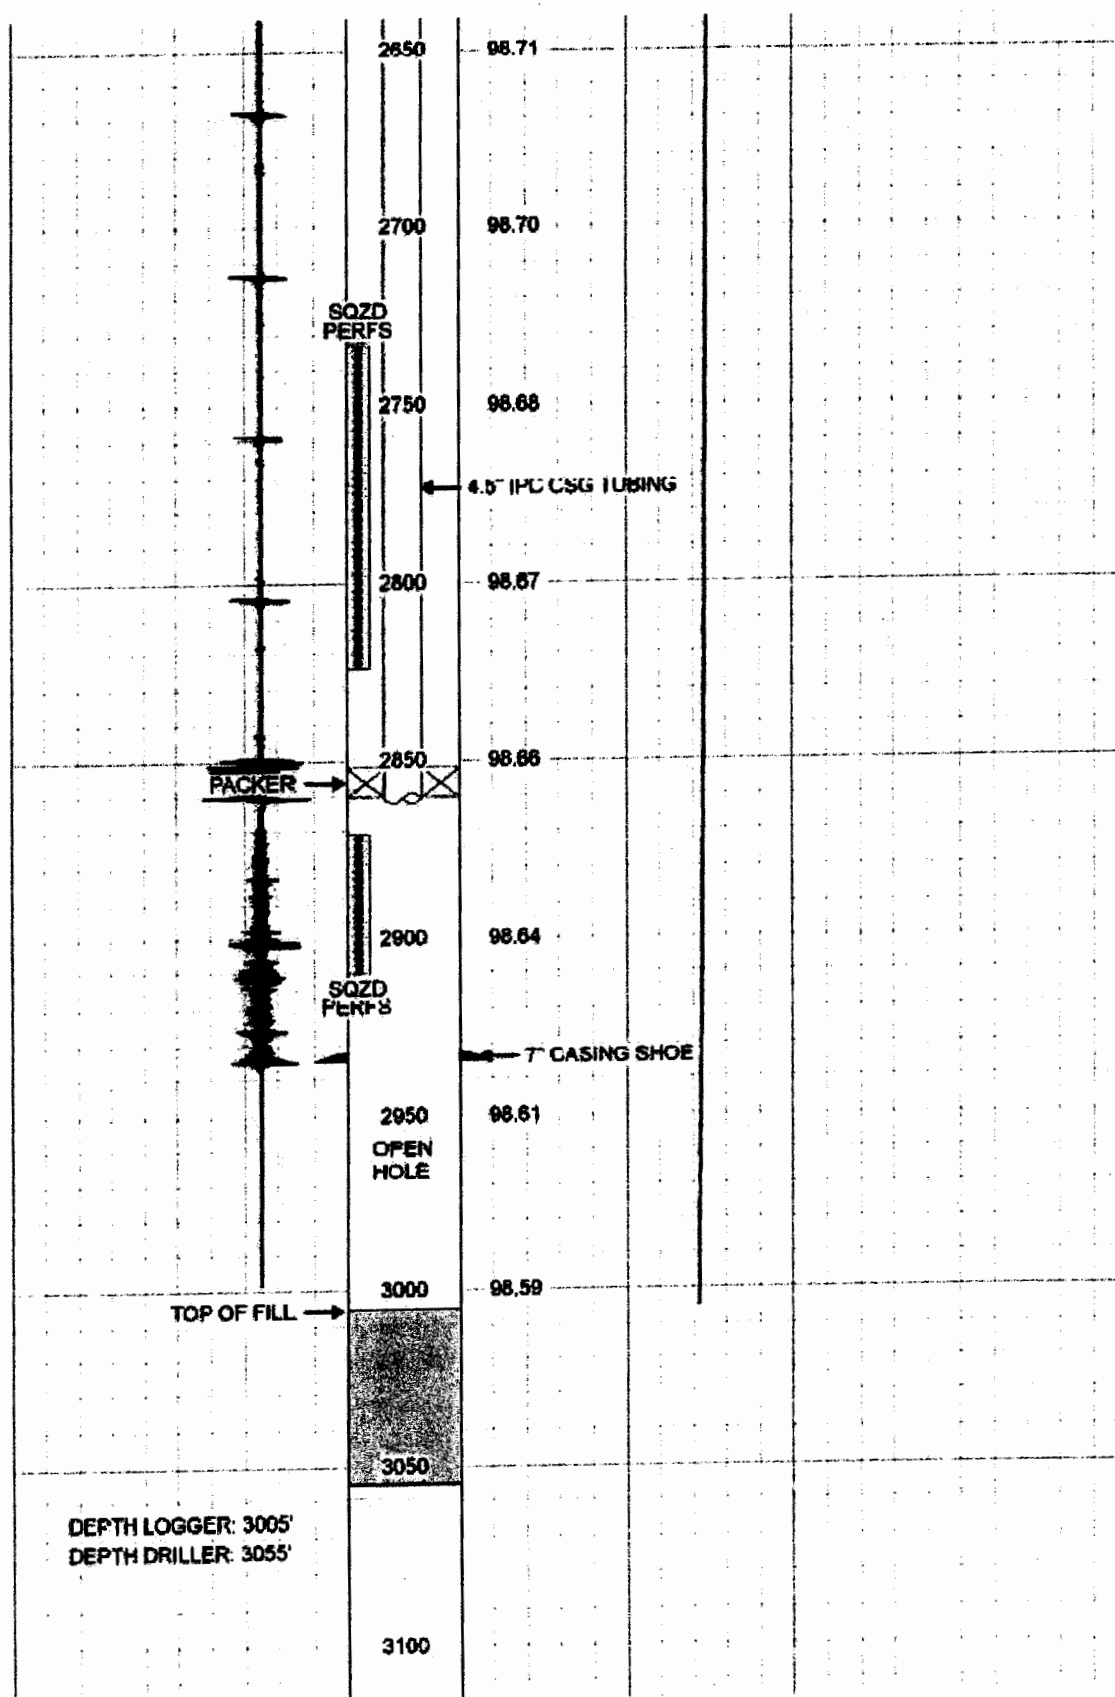 2650 98.71
2700 98.70
SQZD
PERFS
2750 98.68
4.5" IPC CSG TUBING
2800 98.67
2850 98.66
PACKER
2900 98.64
SQZD
PERFS
7" CASING SHOE
2950 98.61
OPEN
HOLE
3000 98.59
TOP OF FILL
3050
DEPTH LOGGER: 3005'
DEPTH DRILLER: 3055'
3100